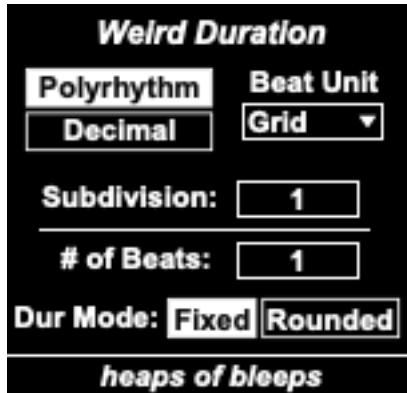 Weird Duration
Polyrhythm
Decimal
Beat Unit
Grid
Subdivision: 1
# of Beats: 1
Dur Mode: Fixed Rounded
heaps of bleeps